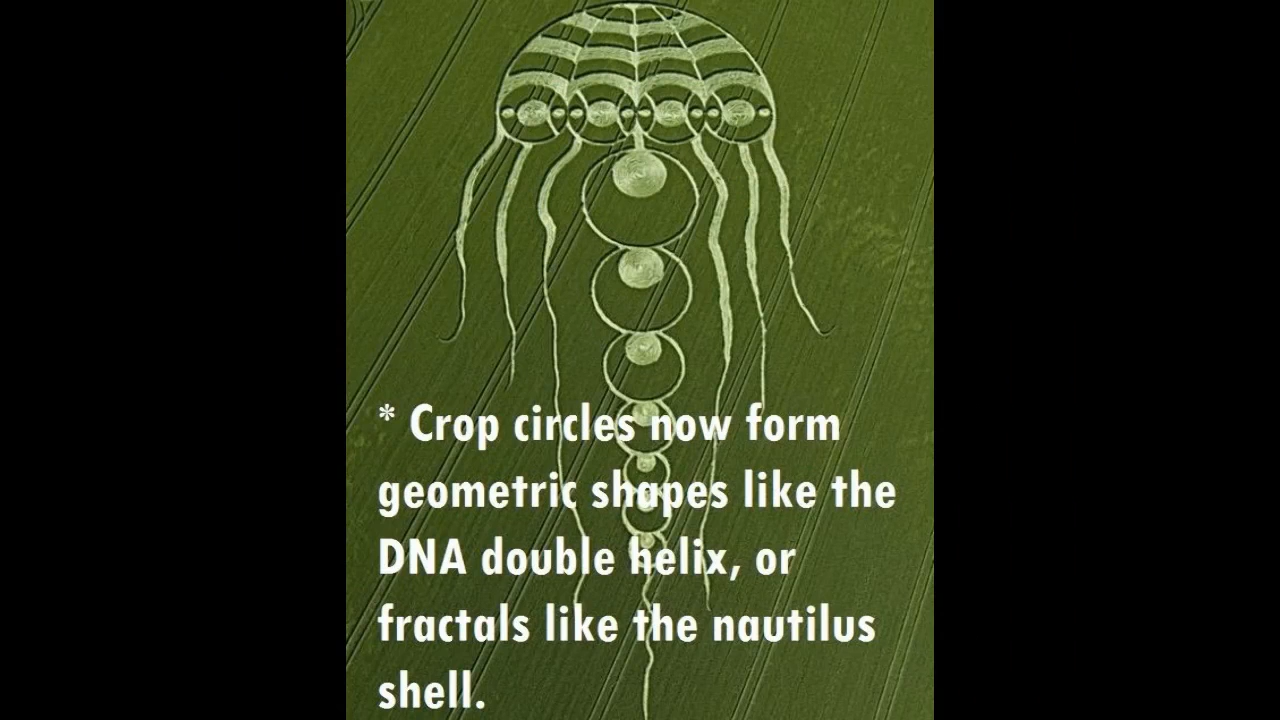 * Crop circles now form
geometric shapes like the
DNA double helix, or
fractals like the nautilus
shell.